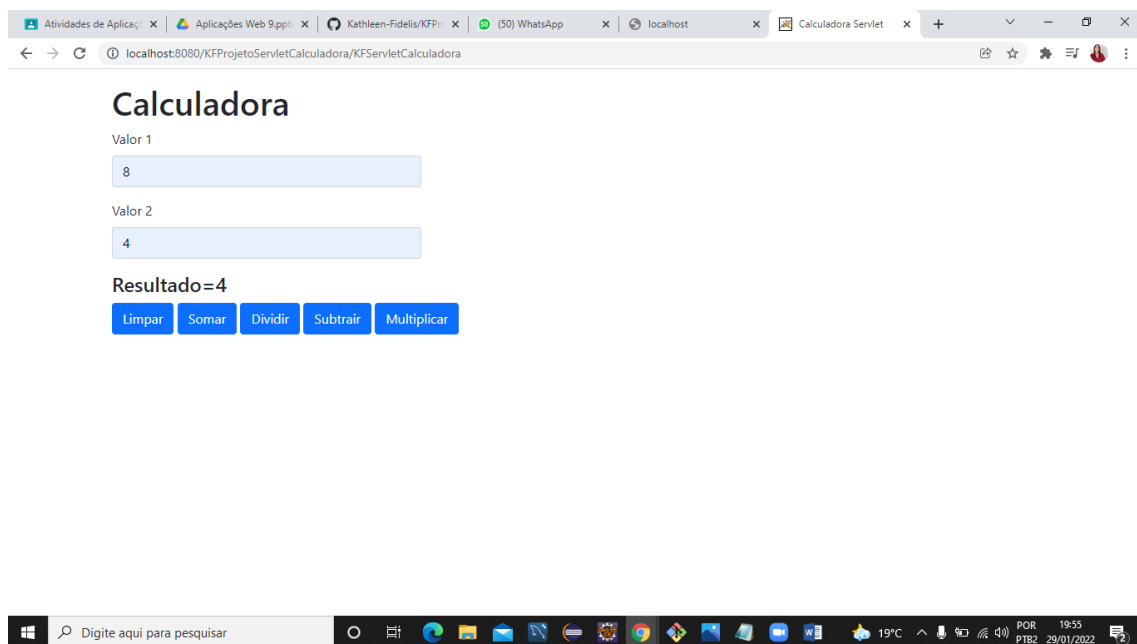 Atividades de Aplicaç
Aplicações Web 9.ppt
Kathleen-Fidelis/KFPr
(50) WhatsApp
localhost
Calculadora Servlet
localhost:8080/KFProjetoServletCalculadora/KFServletCalculadora
Calculadora
Valor 1
8
Valor 2
4
Resultado=4
Limpar Somar Dividir Subtrair Multiplicar
Digite aqui para pesquisar
19°C
POR
PTB2
19:55
29/01/2022
2